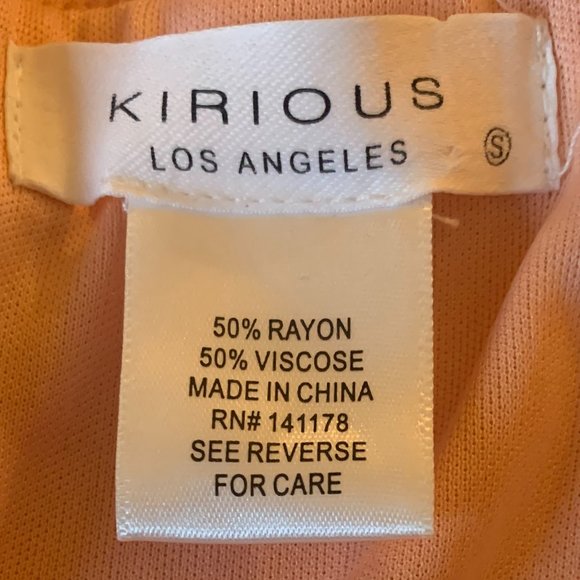 KIRIOUS
LOS ANGELES
S
50% RAYON
50% VISCOSE
MADE IN CHINA
RN# 141178
SEE REVERSE
FOR CARE